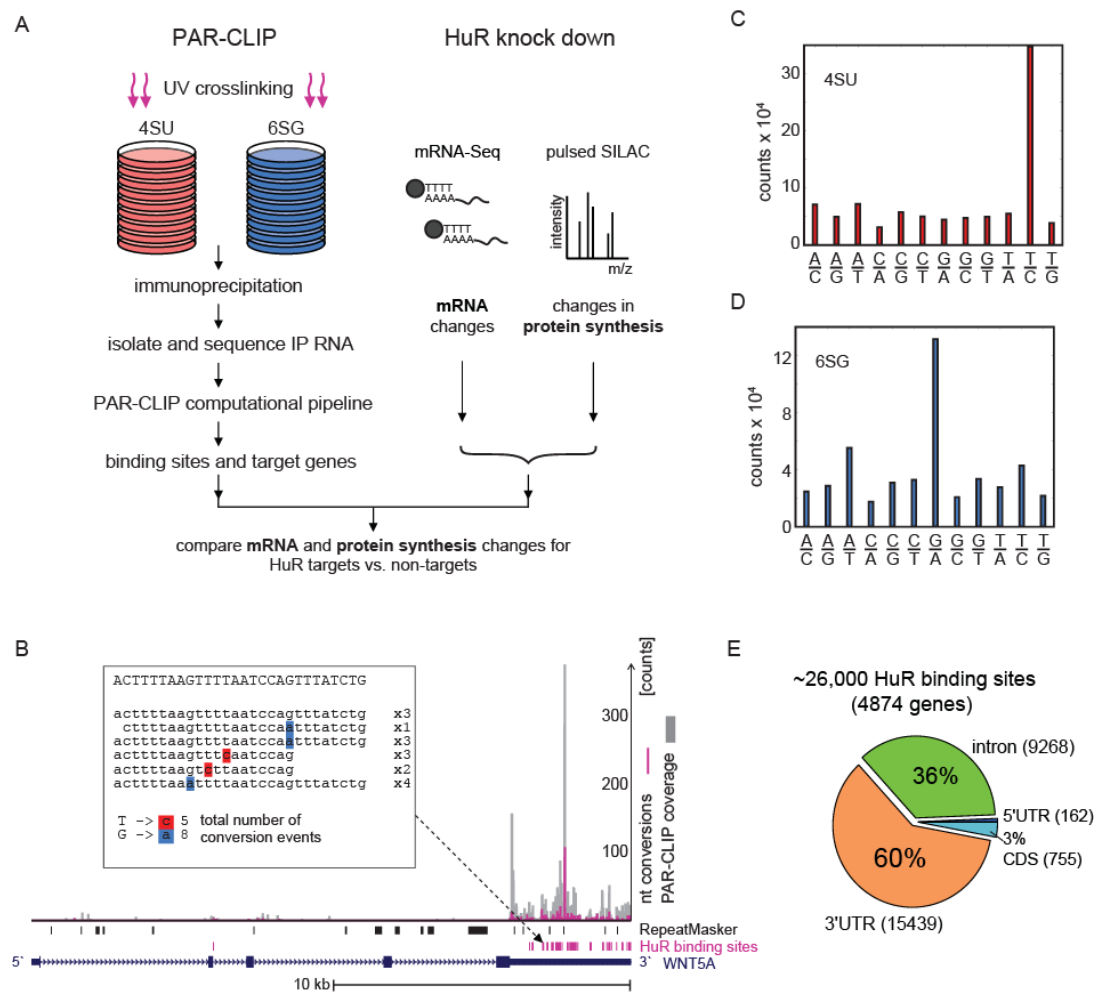 A
PAR-CLIP
HuR knock down
UV crosslinking
4SU
6SG
mRNA-Seq
pulsed SILAC
TTTT
AAAA
TTTT
AAAA
intensity
m/z
immunoprecipitation
isolate and sequence IP RNA
PAR-CLIP computational pipeline
binding sites and target genes
mRNA
changes
changes in
protein synthesis
compare mRNA and protein synthesis changes for
HuR targets vs. non-targets
C
4SU
counts x 10⁴
30
20
10
0
A A A C C C G G G T T T
C G T A G T A C T A C G
D
6SG
counts x 10⁴
12
8
4
0
A A A C C C G G G T T T
C G T A G T A C T A C G
B
ACTTTTAAGTTTTAATCCAGTTTATCTG
acttttaagttttaatccagtttatctg x3
cttttaagttttaatccaatttatctg x1
acttttaagttttaatccaatttatctg x3
acttttaagtttcaatccag x3
acttttaagtcttaatccag x2
acttttaaattttaatccagtttatctg x4
T -> c 5 total number of
G -> a 8 conversion events
300
200
100
nt conversions
PAR-CLIP coverage
[counts]
RepeatMasker
HuR binding sites
5` 3` WNT5A
10 kb
E
~26,000 HuR binding sites
(4874 genes)
intron (9268)
36%
5'UTR (162)
3%
CDS (755)
60%
3'UTR (15439)